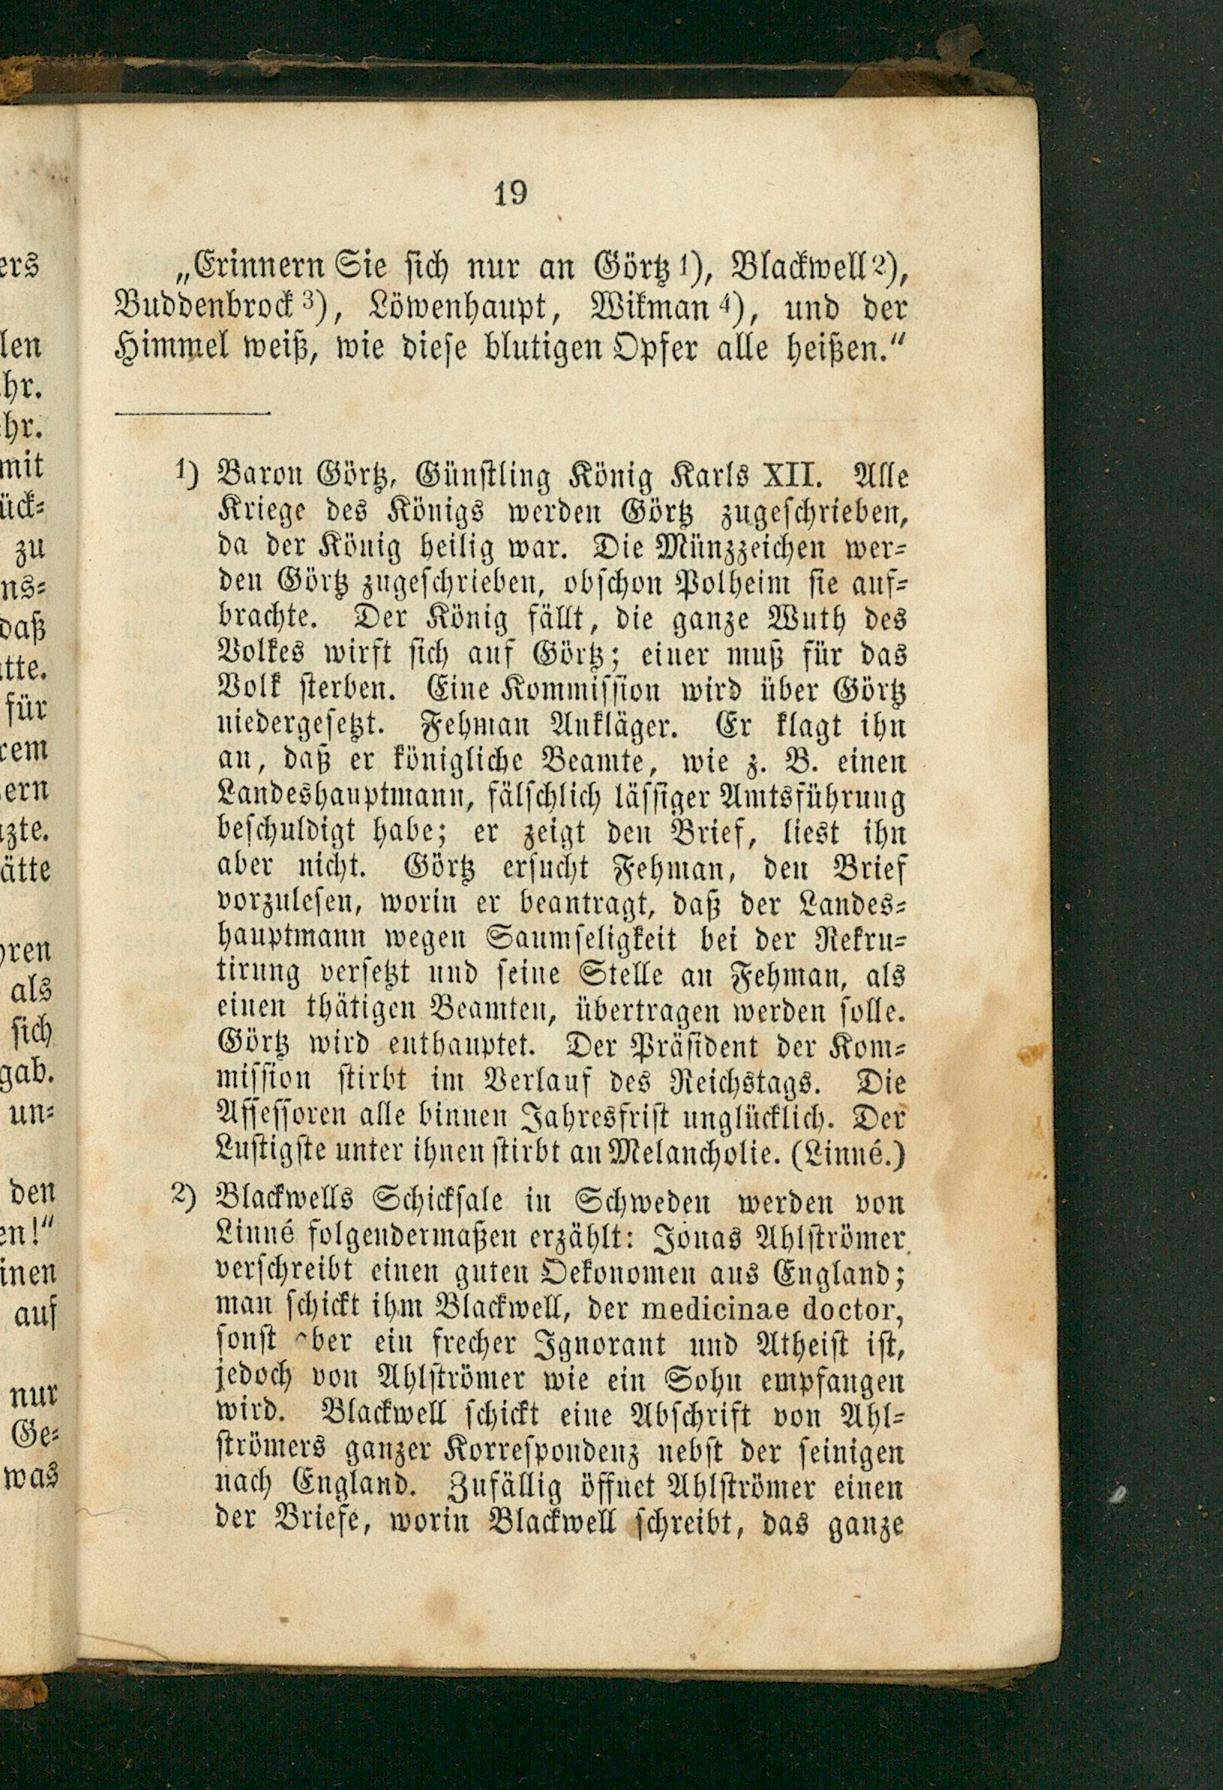 19
„Erinnern Sie sich nur an Görtz 1), Blackwell 2),
Buddenbrock 3), Löwenhaupt, Wikman 4), und der
Himmel weiß, wie diese blutigen Opfer alle heißen.“
1) Baron Görtz, Günstling König Karls XII. Alle
Kriege des Königs werden Görtz zugeschrieben,
da der König heilig war. Die Münzzeichen wer-
den Görtz zugeschrieben, obschon Polheim sie auf-
brachte. Der König fällt, die ganze Wuth des
Volkes wirft sich auf Görtz; einer muß für das
Volk sterben. Eine Kommission wird über Görtz
niedergesetzt. Fehman Ankläger. Er klagt ihn
an, daß er königliche Beamte, wie z. B. einen
Landeshauptmann, fälschlich lässiger Amtsführung
beschuldigt habe; er zeigt den Brief, liest ihn
aber nicht. Görtz ersucht Fehman, den Brief
vorzulesen, worin er beantragt, daß der Landes-
hauptmann wegen Saumseligkeit bei der Rekru-
tirung versetzt und seine Stelle an Fehman, als
einen thätigen Beamten, übertragen werden solle.
Görtz wird enthauptet. Der Präsident der Kom-
mission stirbt im Verlauf des Reichstags. Die
Assessoren alle binnen Jahresfrist unglücklich. Der
Lustigste unter ihnen stirbt an Melancholie. (Linné.)
2) Blackwells Schicksale in Schweden werden von
Linné folgendermaßen erzählt: Jonas Ahlströmer
verschreibt einen guten Oekonomen aus England;
man schickt ihm Blackwell, der medicinae doctor,
sonst aber ein frecher Ignorant und Atheist ist,
jedoch von Ahlströmer wie ein Sohn empfangen
wird. Blackwell schickt eine Abschrift von Ahl-
strömers ganzer Korrespondenz nebst der seinigen
nach England. Zufällig öffnet Ahlströmer einen
der Briefe, worin Blackwell schreibt, das ganze